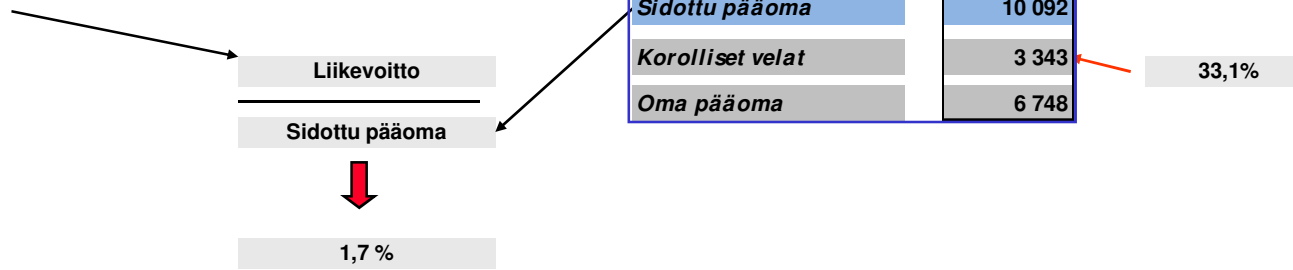 Sidottu pääoma 10 092
Liikevoitto
Korolliset velat 3 343
33,1%
Oma pääoma 6 748
Sidottu pääoma
1,7 %